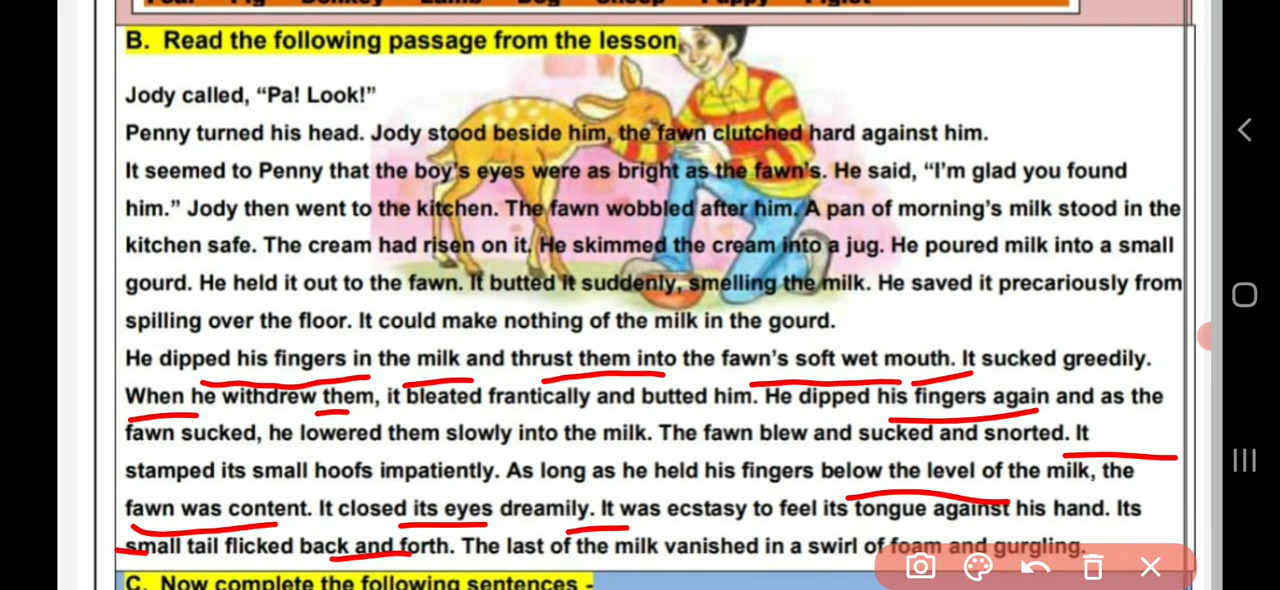 Four Pig Donkey Lamb Dog Sheep Puppy Piglet
B. Read the following passage from the lesson
Jody called, “Pa! Look!”
Penny turned his head. Jody stood beside him, the fawn clutched hard against him.
It seemed to Penny that the boy’s eyes were as bright as the fawn’s. He said, “I’m glad you found
him.” Jody then went to the kitchen. The fawn wobbled after him. A pan of morning’s milk stood in the
kitchen safe. The cream had risen on it. He skimmed the cream into a jug. He poured milk into a small
gourd. He held it out to the fawn. It butted it suddenly, smelling the milk. He saved it precariously from
spilling over the floor. It could make nothing of the milk in the gourd.
He dipped his fingers in the milk and thrust them into the fawn’s soft wet mouth. It sucked greedily.
When he withdrew them, it bleated frantically and butted him. He dipped his fingers again and as the
fawn sucked, he lowered them slowly into the milk. The fawn blew and sucked and snorted. It
stamped its small hoofs impatiently. As long as he held his fingers below the level of the milk, the
fawn was content. It closed its eyes dreamily. It was ecstasy to feel its tongue against his hand. Its
small tail flicked back and forth. The last of the milk vanished in a swirl of foam and gurgling.
C. Now complete the following sentences -